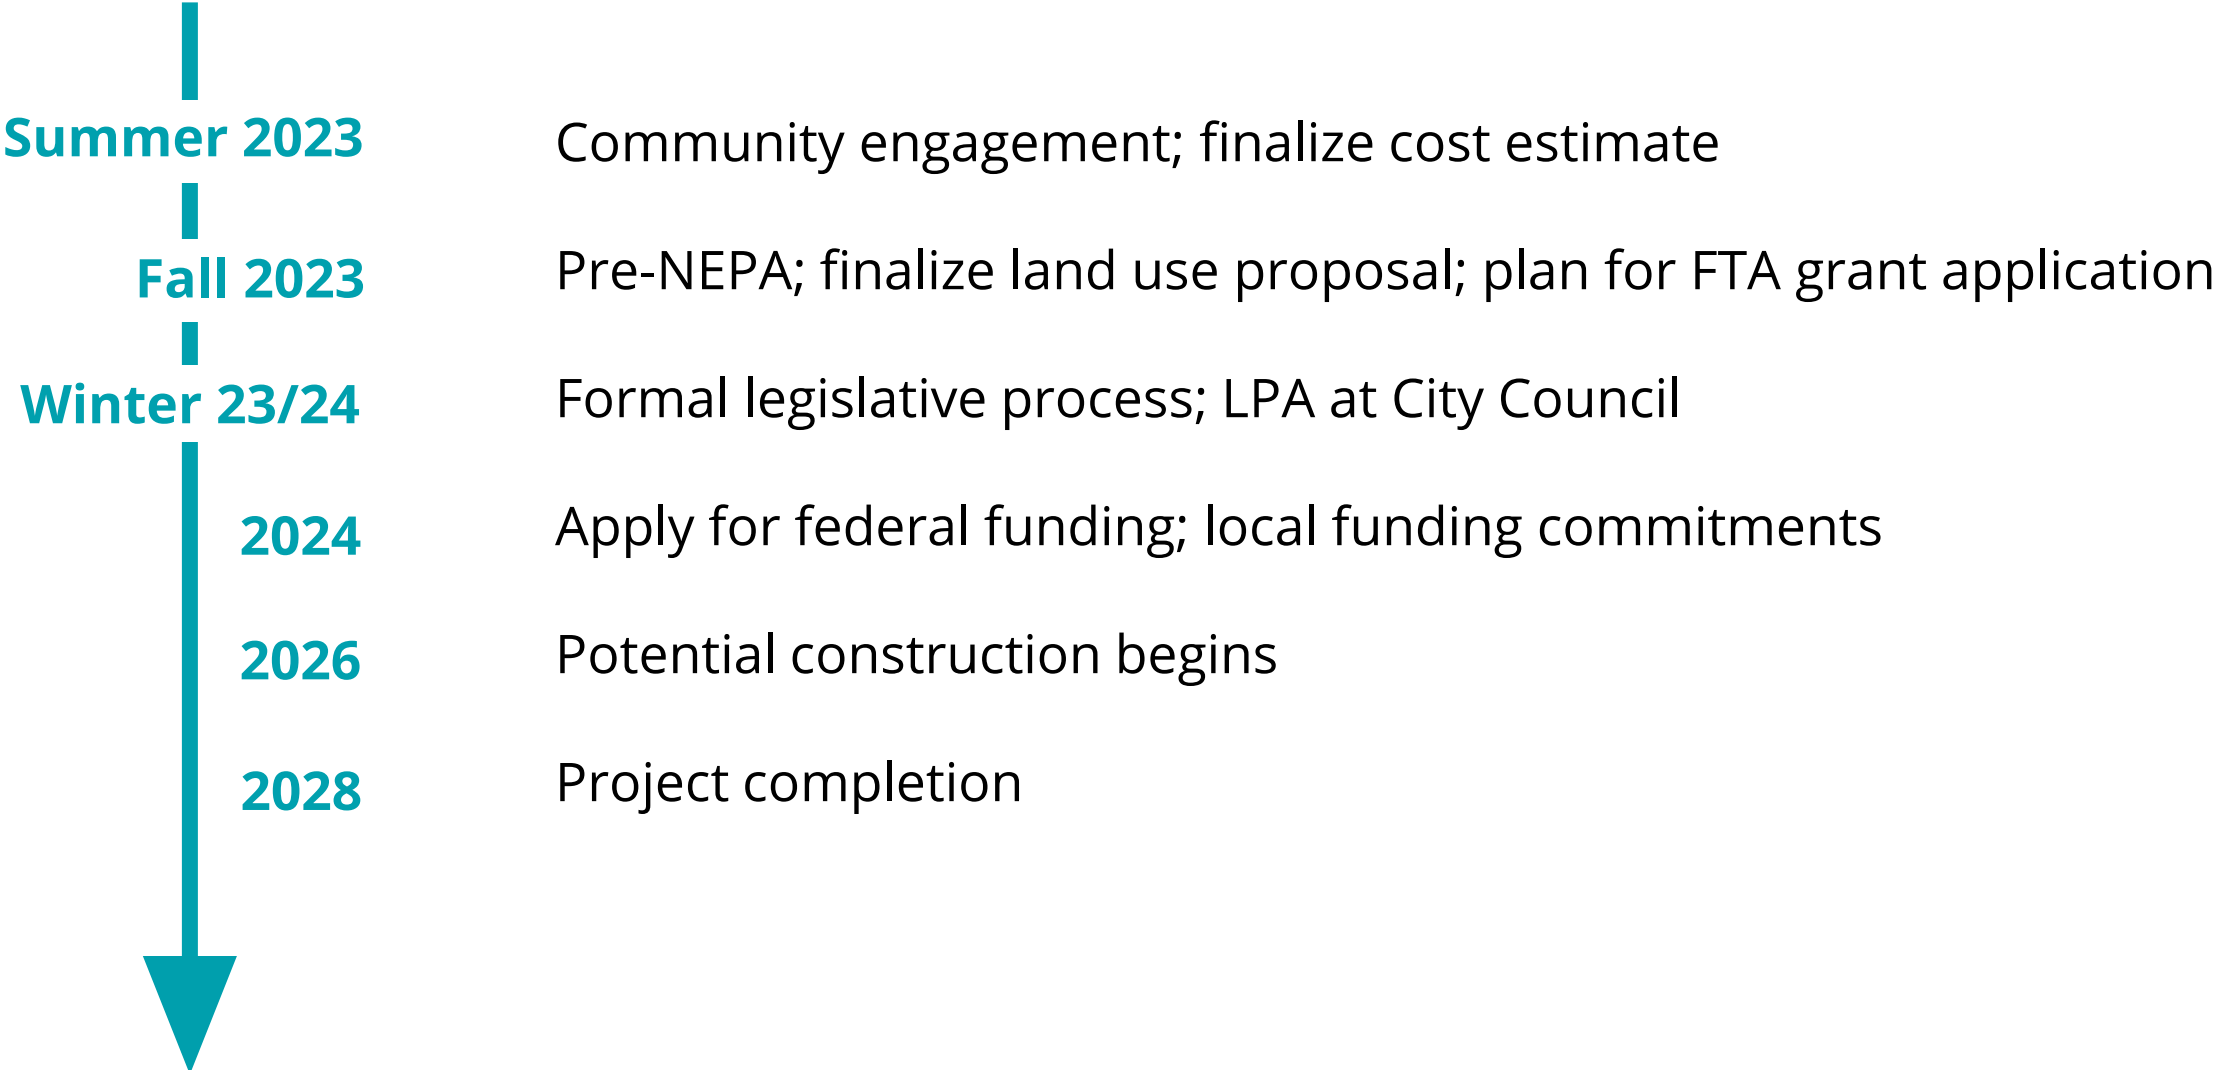 Summer 2023 Community engagement; finalize cost estimate
Fall 2023 Pre-NEPA; finalize land use proposal; plan for FTA grant application
Winter 23/24 Formal legislative process; LPA at City Council
2024 Apply for federal funding; local funding commitments
2026 Potential construction begins
2028 Project completion